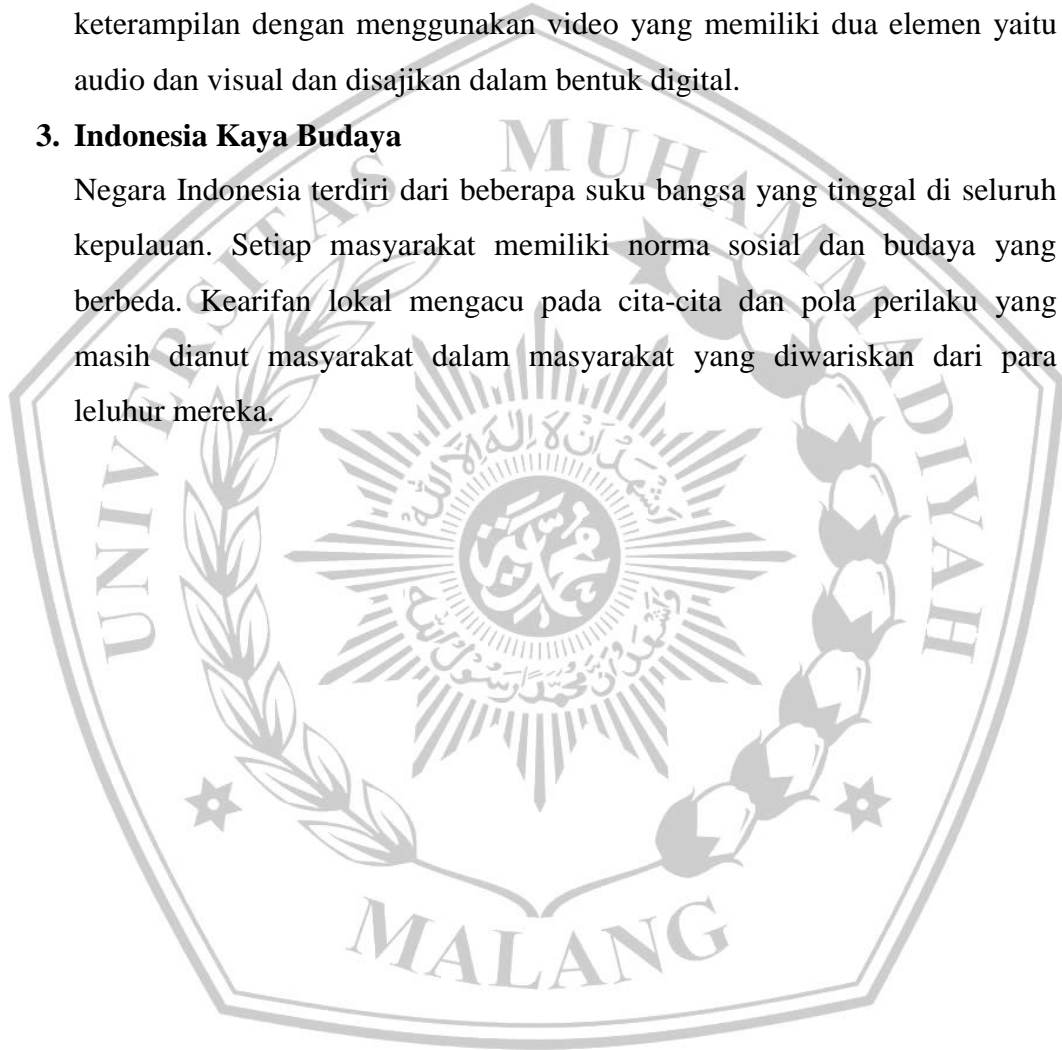 keterampilan dengan menggunakan video yang memiliki dua elemen yaitu
audio dan visual dan disajikan dalam bentuk digital.
3. Indonesia Kaya Budaya
Negara Indonesia terdiri dari beberapa suku bangsa yang tinggal di seluruh
kepulauan. Setiap masyarakat memiliki norma sosial dan budaya yang
berbeda. Kearifan lokal mengacu pada cita-cita dan pola perilaku yang
masih dianut masyarakat dalam masyarakat yang diwariskan dari para
leluhur mereka.
UNIVERSITAS MUHAMMADIYAH
MALANG